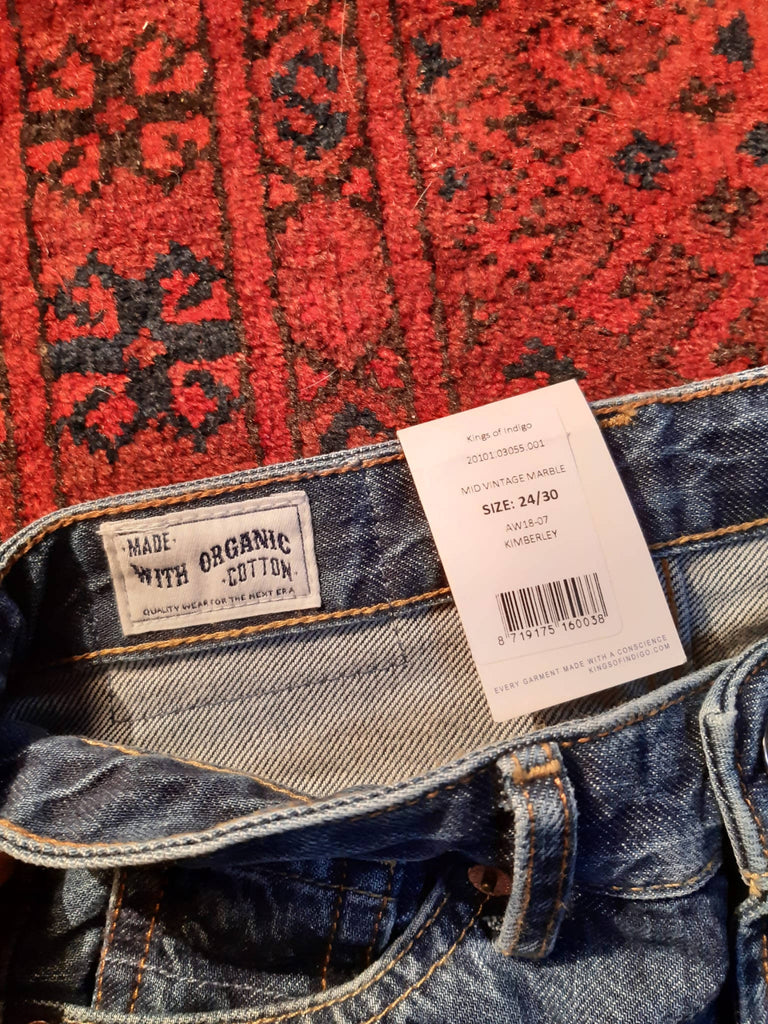 ·MADE·
WITH ORGANIC
·COTTON·
QUALITY WEAR FOR THE NEXT ERA
Kings of Indigo
20101.03055.001
MID VINTAGE MARBLE
SIZE: 24/30
AW18-07
KIMBERLEY
8 719175 160038
EVERY GARMENT MADE WITH A CONSCIENCE
KINGSOFINDIGO.COM